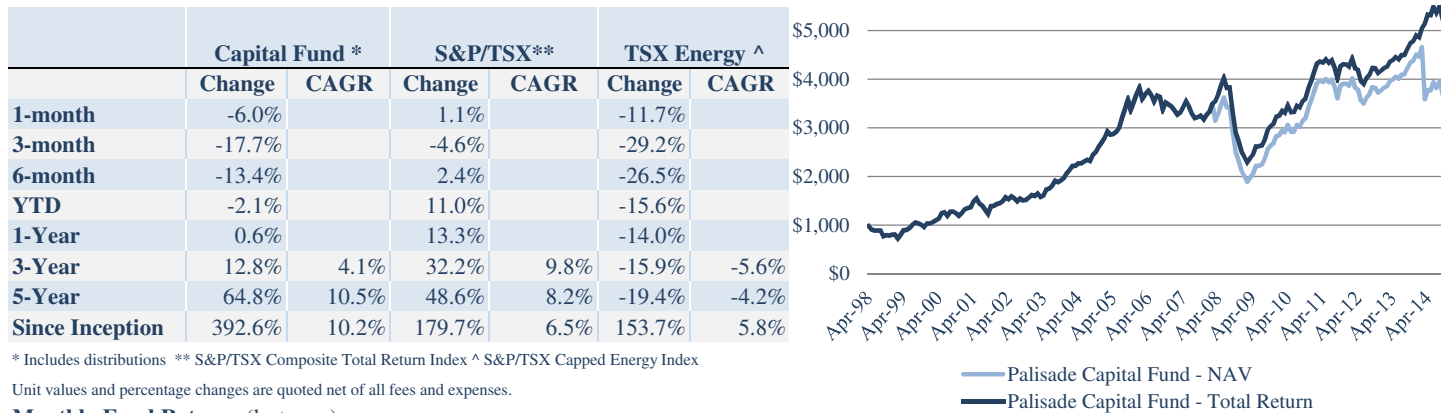 Capital Fund * S&P/TSX** TSX Energy ^
Change CAGR Change CAGR Change CAGR
1-month -6.0% 1.1% -11.7%
3-month -17.7% -4.6% -29.2%
6-month -13.4% 2.4% -26.5%
YTD -2.1% 11.0% -15.6%
1-Year 0.6% 13.3% -14.0%
3-Year 12.8% 4.1% 32.2% 9.8% -15.9% -5.6%
5-Year 64.8% 10.5% 48.6% 8.2% -19.4% -4.2%
Since Inception 392.6% 10.2% 179.7% 6.5% 153.7% 5.8%
* Includes distributions ** S&P/TSX Composite Total Return Index ^ S&P/TSX Capped Energy Index
Unit values and percentage changes are quoted net of all fees and expenses.
$5,000
$4,000
$3,000
$2,000
$1,000
$0
Apr-98 Apr-99 Apr-00 Apr-01 Apr-02 Apr-03 Apr-04 Apr-05 Apr-06 Apr-07 Apr-08 Apr-09 Apr-10 Apr-11 Apr-12 Apr-13 Apr-14
Palisade Capital Fund - NAV
Palisade Capital Fund - Total Return